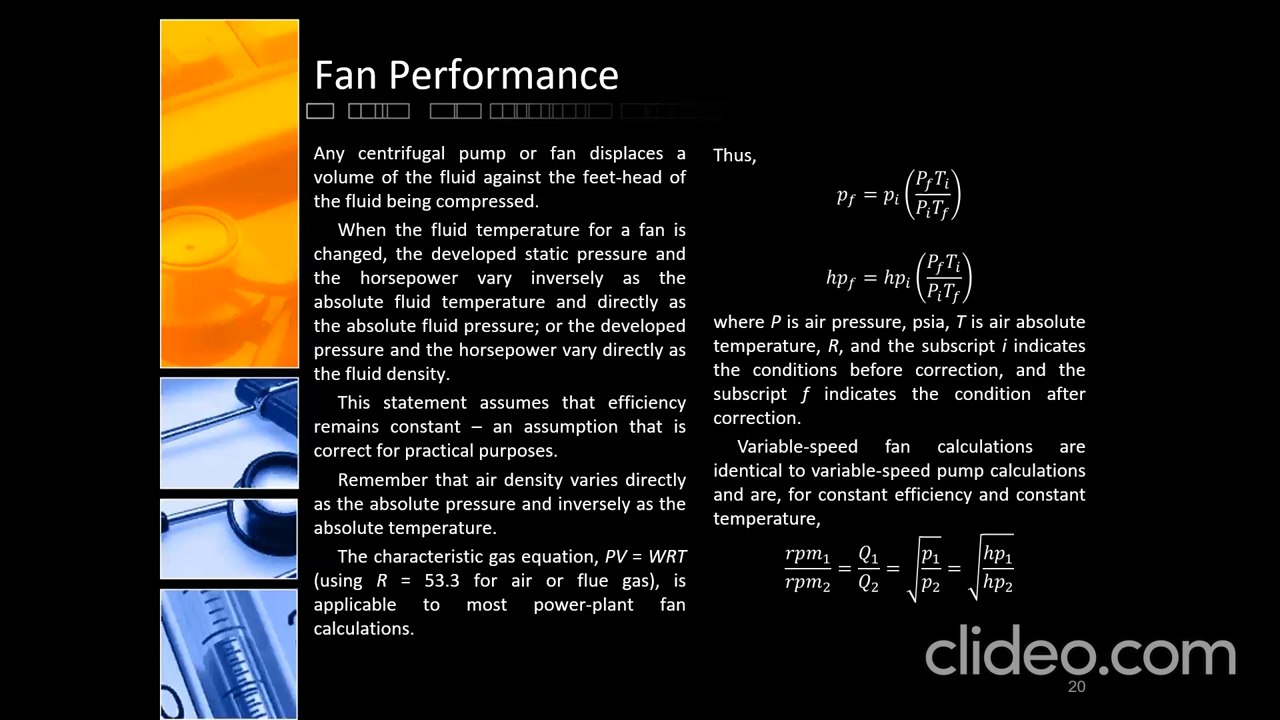 Fan Performance
Any centrifugal pump or fan displaces a
volume of the fluid against the feet-head of
the fluid being compressed.
When the fluid temperature for a fan is
changed, the developed static pressure and
the horsepower vary inversely as the
absolute fluid temperature and directly as
the absolute fluid pressure; or the developed
pressure and the horsepower vary directly as
the fluid density.
This statement assumes that efficiency
remains constant – an assumption that is
correct for practical purposes.
Remember that air density varies directly
as the absolute pressure and inversely as the
absolute temperature.
The characteristic gas equation, PV = WRT
(using R = 53.3 for air or flue gas), is
applicable to most power-plant fan
calculations.
Thus,
p_f = p_i (P_f T_i / P_i T_f)
hp_f = hp_i (P_f T_i / P_i T_f)
where P is air pressure, psia, T is air absolute
temperature, R, and the subscript i indicates
the conditions before correction, and the
subscript f indicates the condition after
correction.
Variable-speed fan calculations are
identical to variable-speed pump calculations
and are, for constant efficiency and constant
temperature,
rpm₁/rpm₂ = Q₁/Q₂ = √(p₁/p₂) = √(hp₁/hp₂)
clideo.com
20